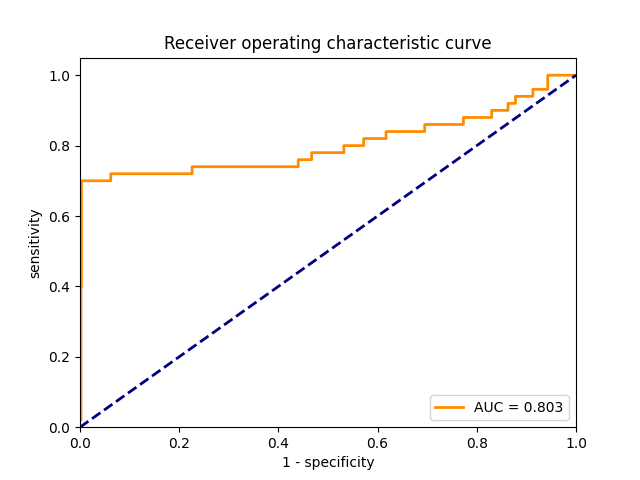 Receiver operating characteristic curve
1.0
0.8
0.6
0.4
0.2
0.0
sensitivity
AUC = 0.803
0.0 0.2 0.4 0.6 0.8 1.0
1 - specificity